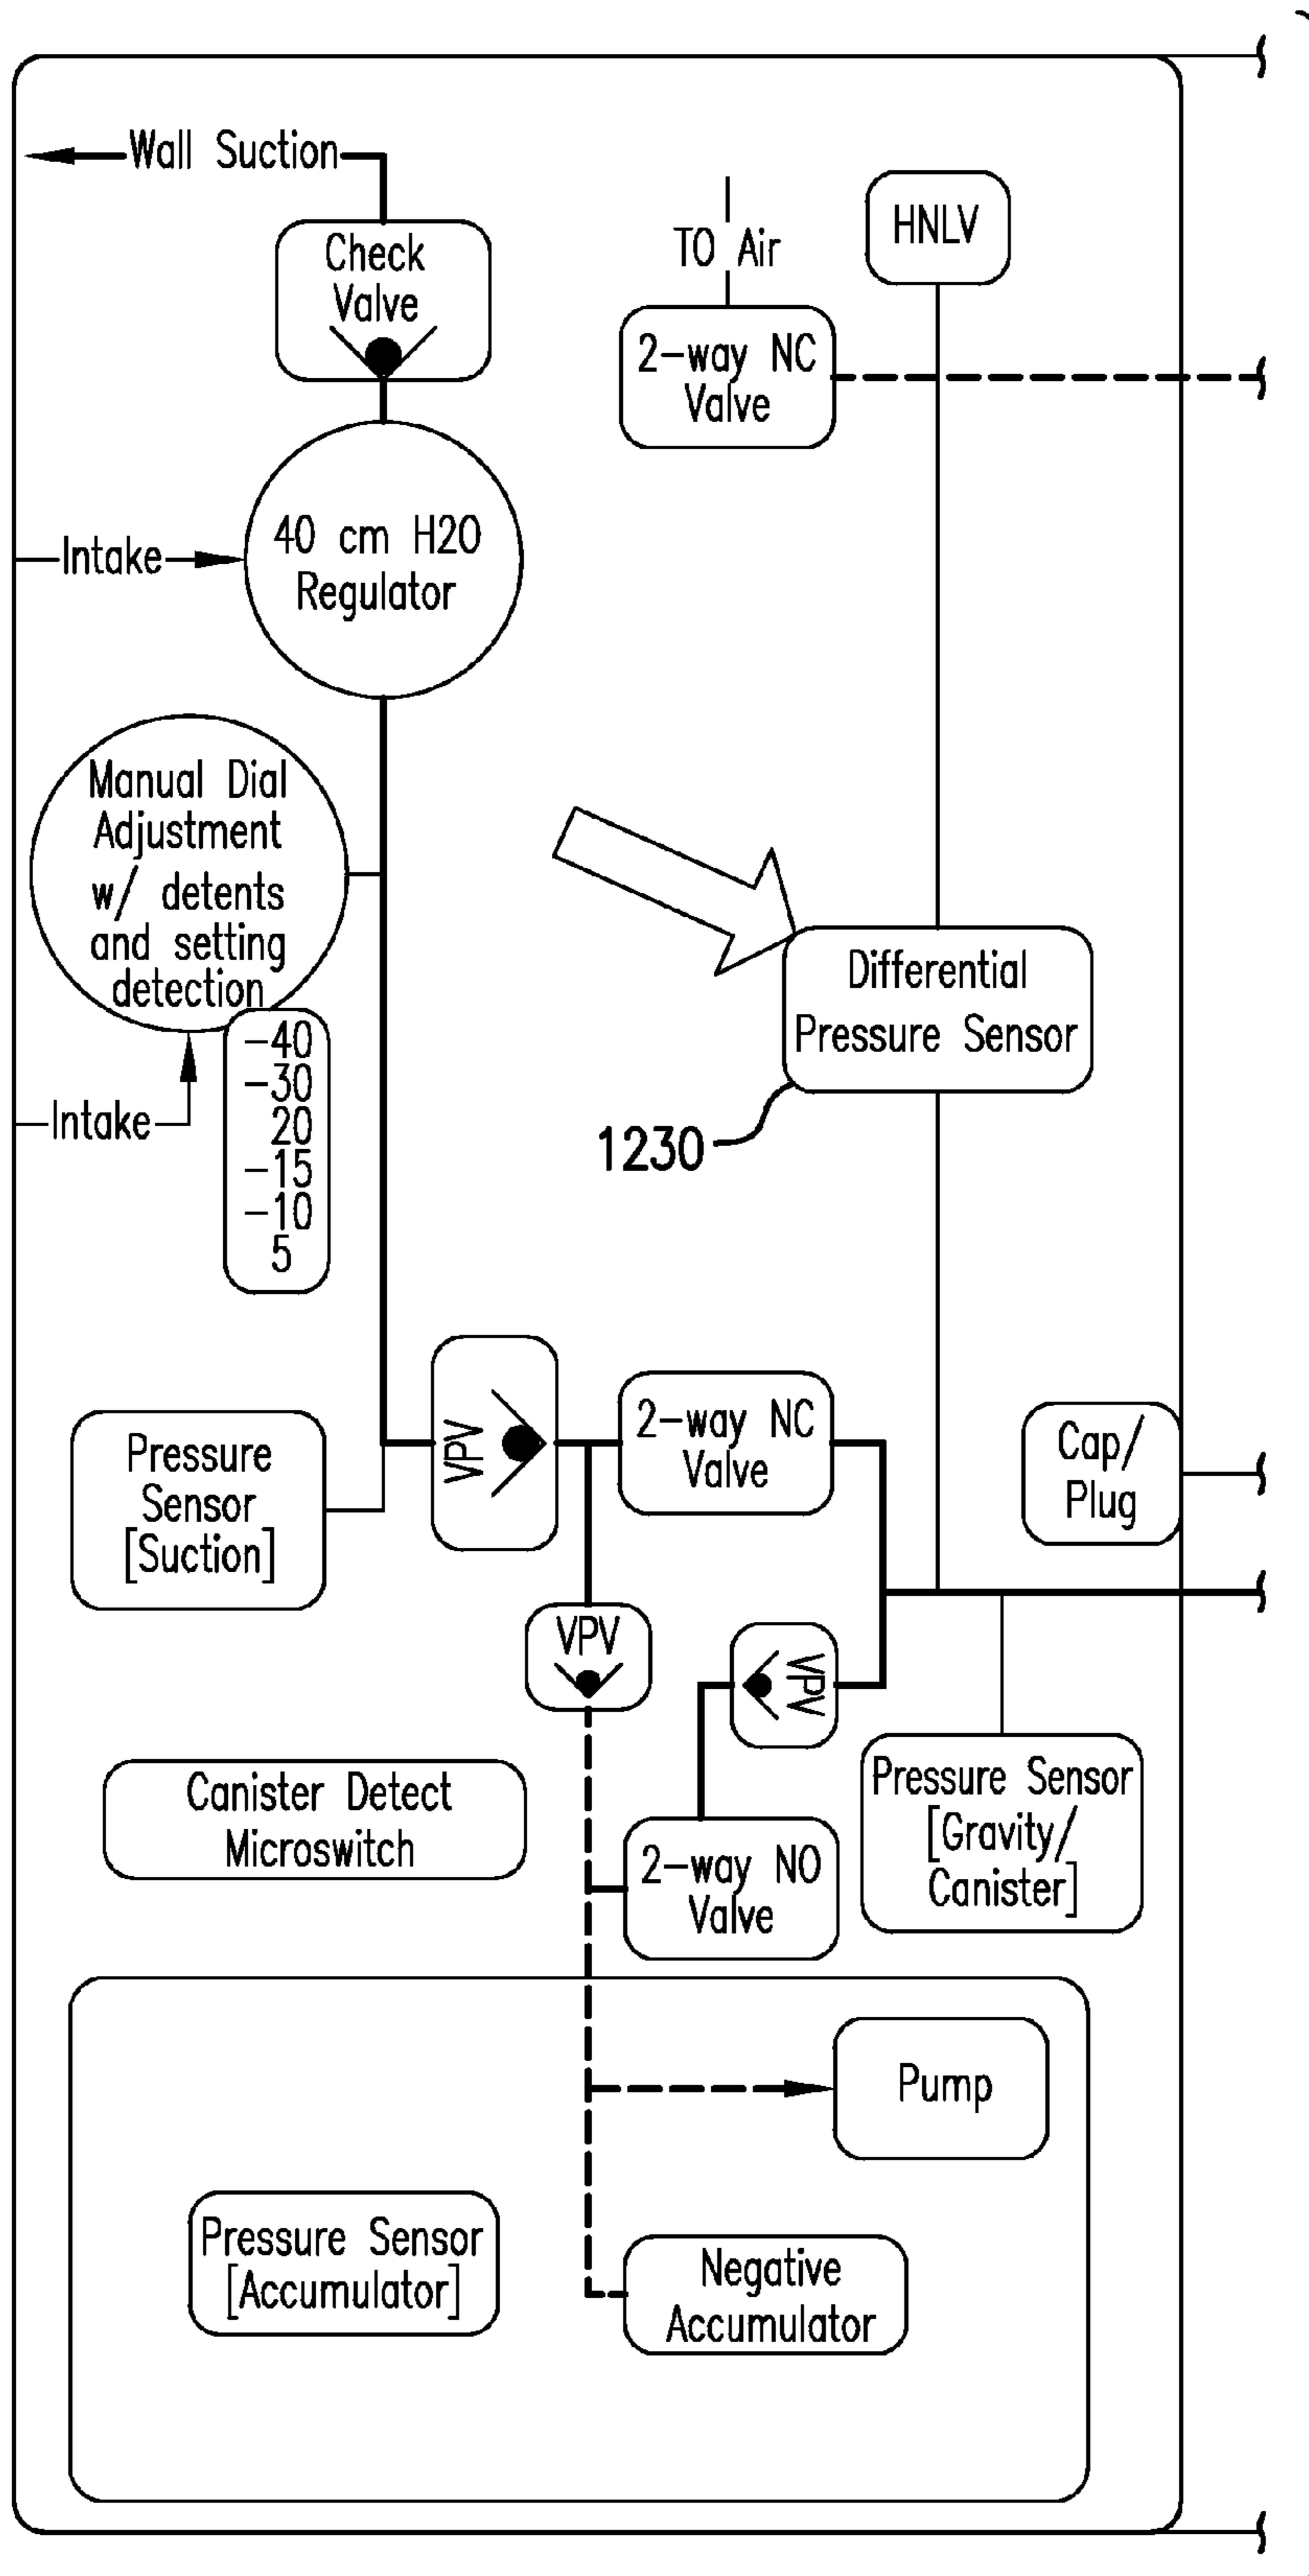 Wall Suction
Check
Valve
TO Air
HNLV
2-way NC
Valve
Intake
40 cm H20
Regulator
Manual Dial
Adjustment
w/ detents
and setting
detection
-40
-30
20
-15
-10
5
Intake
Differential
Pressure Sensor
1230
Pressure
Sensor
[Suction]
VPV
2-way NC
Valve
Cap/
Plug
VPV
VPV
Canister Detect
Microswitch
2-way NO
Valve
Pressure Sensor
[Gravity/
Canister]
Pump
Pressure Sensor
[Accumulator]
Negative
Accumulator